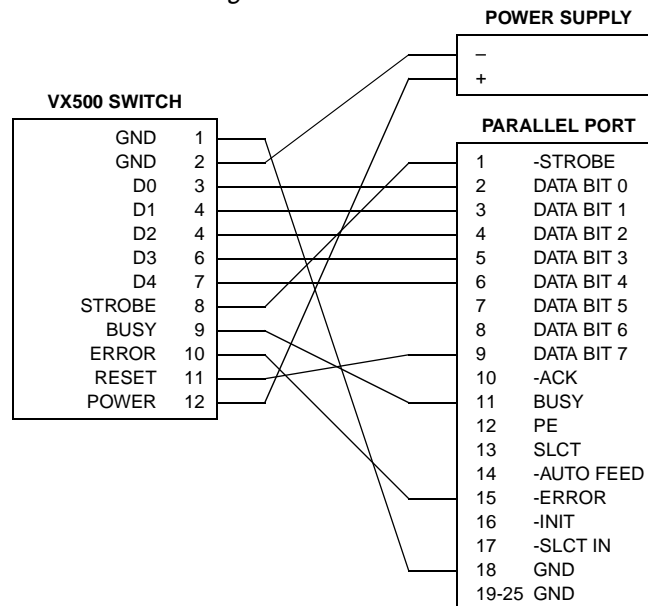 POWER SUPPLY
–
+
VX500 SWITCH
GND 1
GND 2
D0 3
D1 4
D2 4
D3 6
D4 7
STROBE 8
BUSY 9
ERROR 10
RESET 11
POWER 12
PARALLEL PORT
1 -STROBE
2 DATA BIT 0
3 DATA BIT 1
4 DATA BIT 2
5 DATA BIT 3
6 DATA BIT 4
7 DATA BIT 5
8 DATA BIT 6
9 DATA BIT 7
10 -ACK
11 BUSY
12 PE
13 SLCT
14 -AUTO FEED
15 -ERROR
16 -INIT
17 -SLCT IN
18 GND
19-25 GND